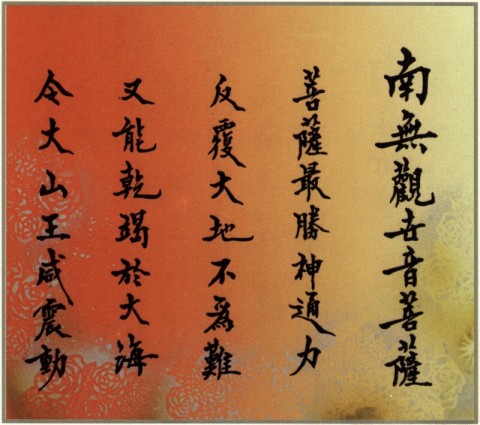 南無觀世音菩薩
菩薩最勝神通力
反覆大地不為難
又能乾竭於大海
令大山王咸震動